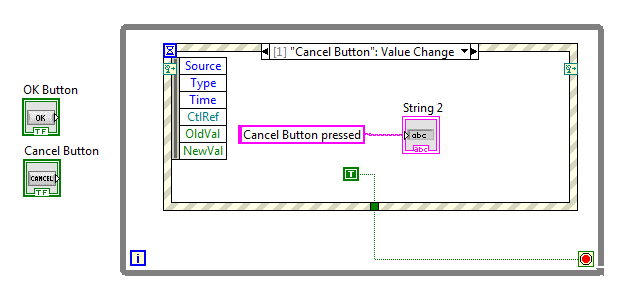 [1] "Cancel Button": Value Change
Source
Type
Time
CtlRef
OldVal
NewVal
OK Button
OK
TF
Cancel Button
CANCEL
TF
String 2
Cancel Button pressed
abc
abc
T
i